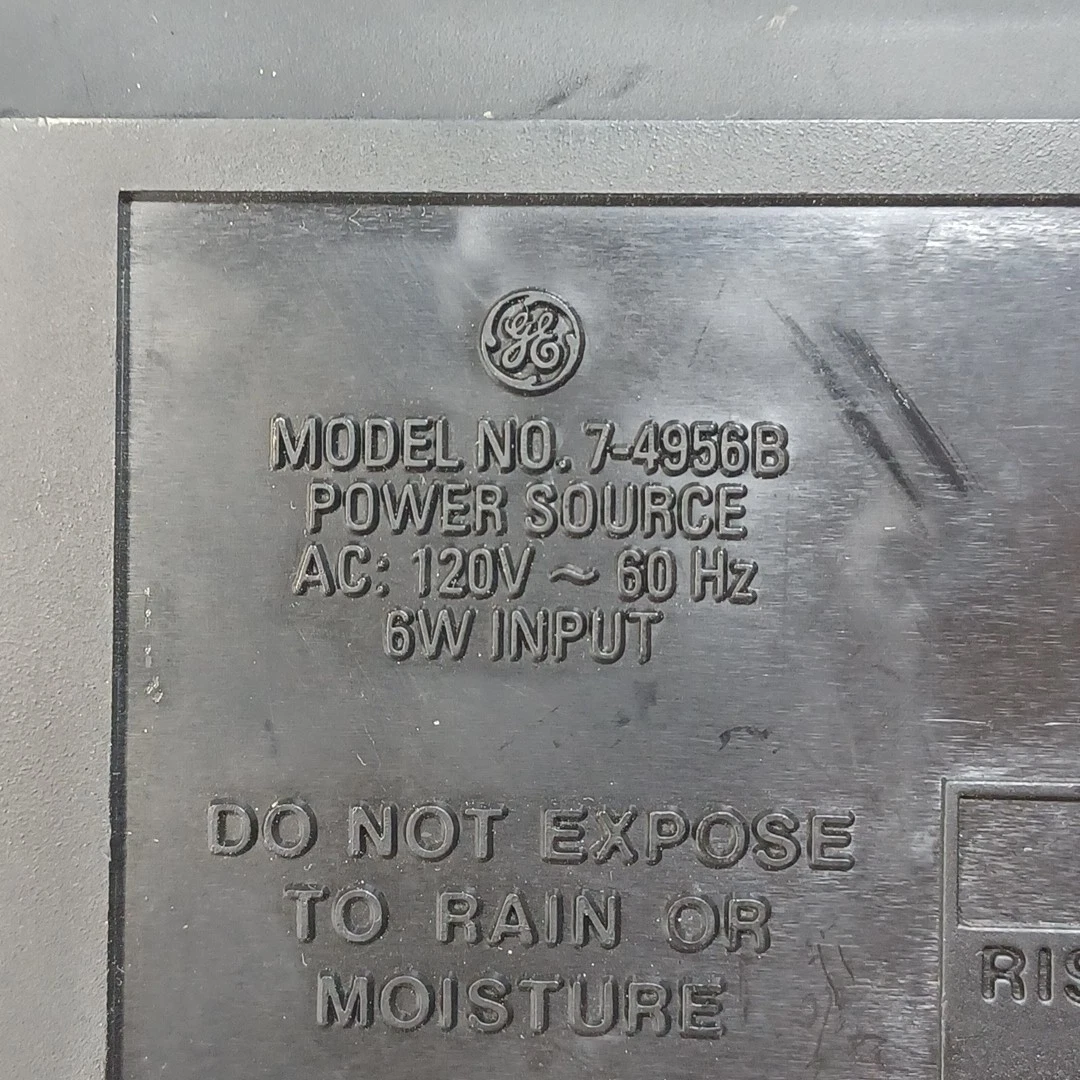 GE
MODEL NO. 7-4956B
POWER SOURCE
AC: 120V ~ 60 Hz
6W INPUT
DO NOT EXPOSE
TO RAIN OR
MOISTURE